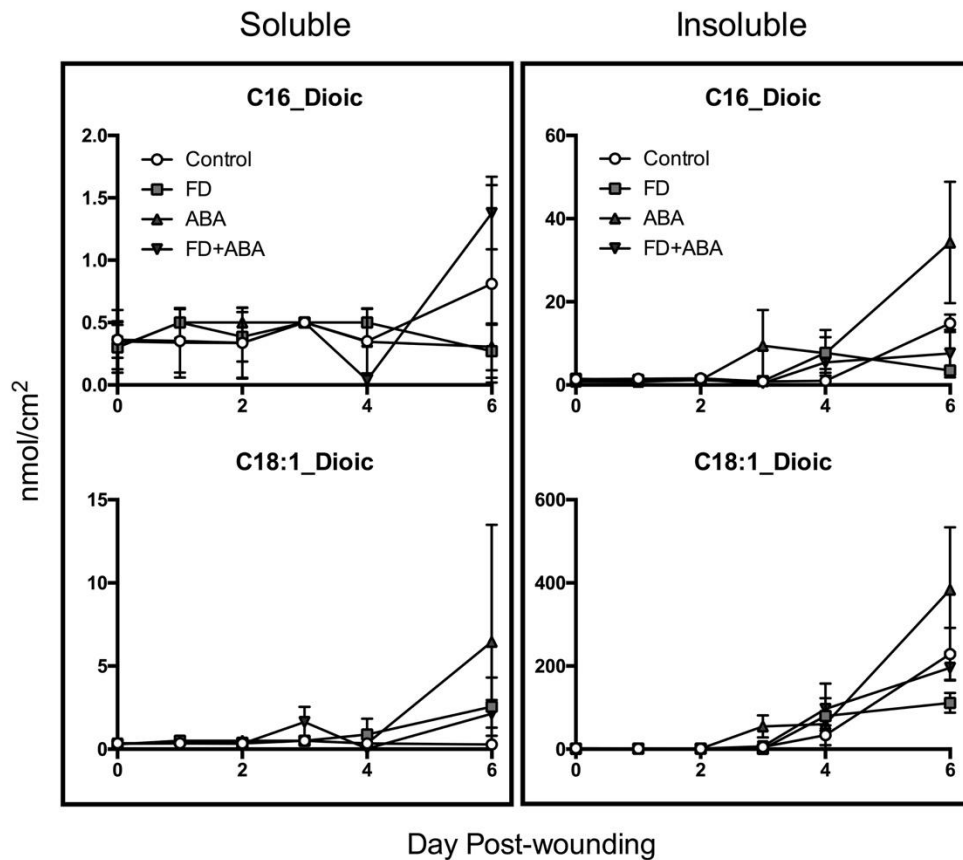 Soluble
Insoluble
C16_Dioic
2.0
1.5
1.0
0.5
0.0
Control
FD
ABA
FD+ABA
0 2 4 6
C16_Dioic
60
40
20
0
Control
FD
ABA
FD+ABA
0 2 4 6
nmol/cm²
C18:1_Dioic
15
10
5
0
0 2 4 6
C18:1_Dioic
600
400
200
0
0 2 4 6
Day Post-wounding